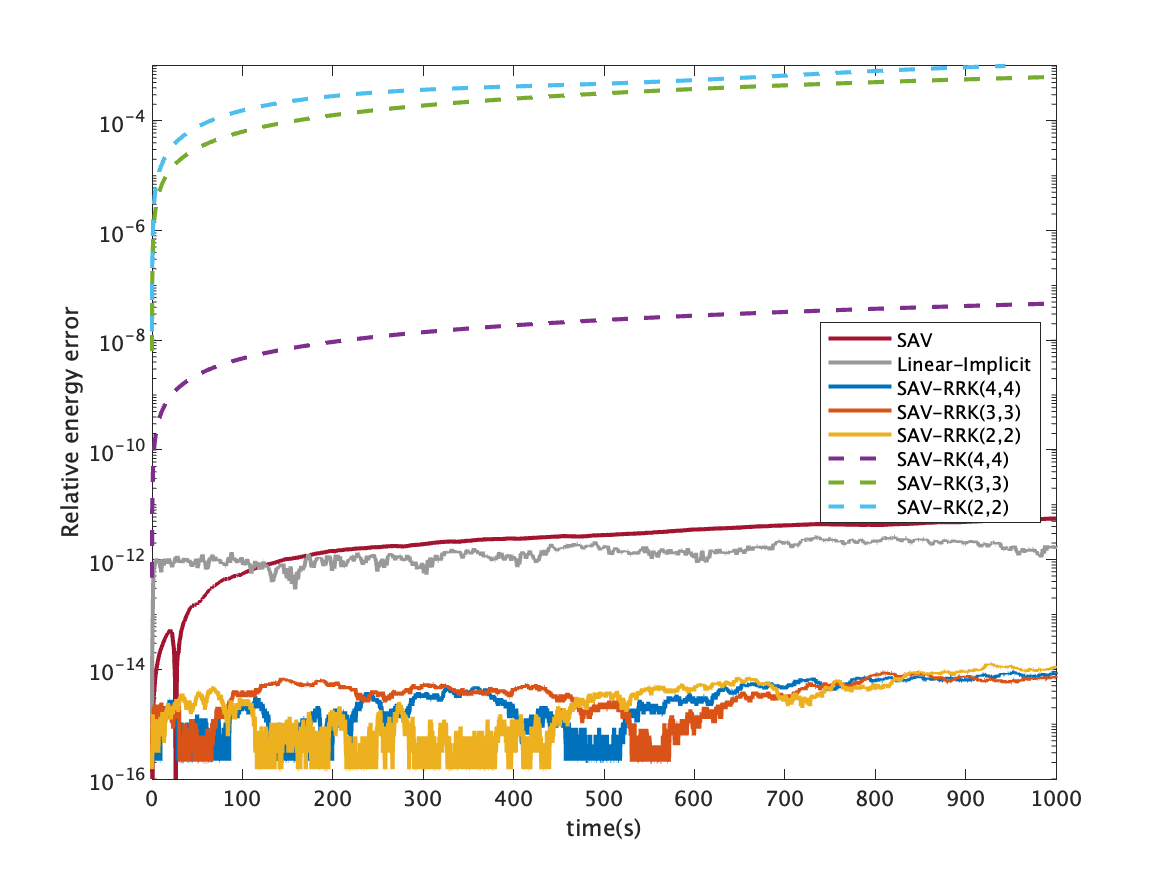 10^-4
10^-6
10^-8
10^-10
10^-12
10^-14
10^-16
Relative energy error
SAV
Linear-Implicit
SAV-RRK(4,4)
SAV-RRK(3,3)
SAV-RRK(2,2)
SAV-RK(4,4)
SAV-RK(3,3)
SAV-RK(2,2)
0 100 200 300 400 500 600 700 800 900 1000
time(s)